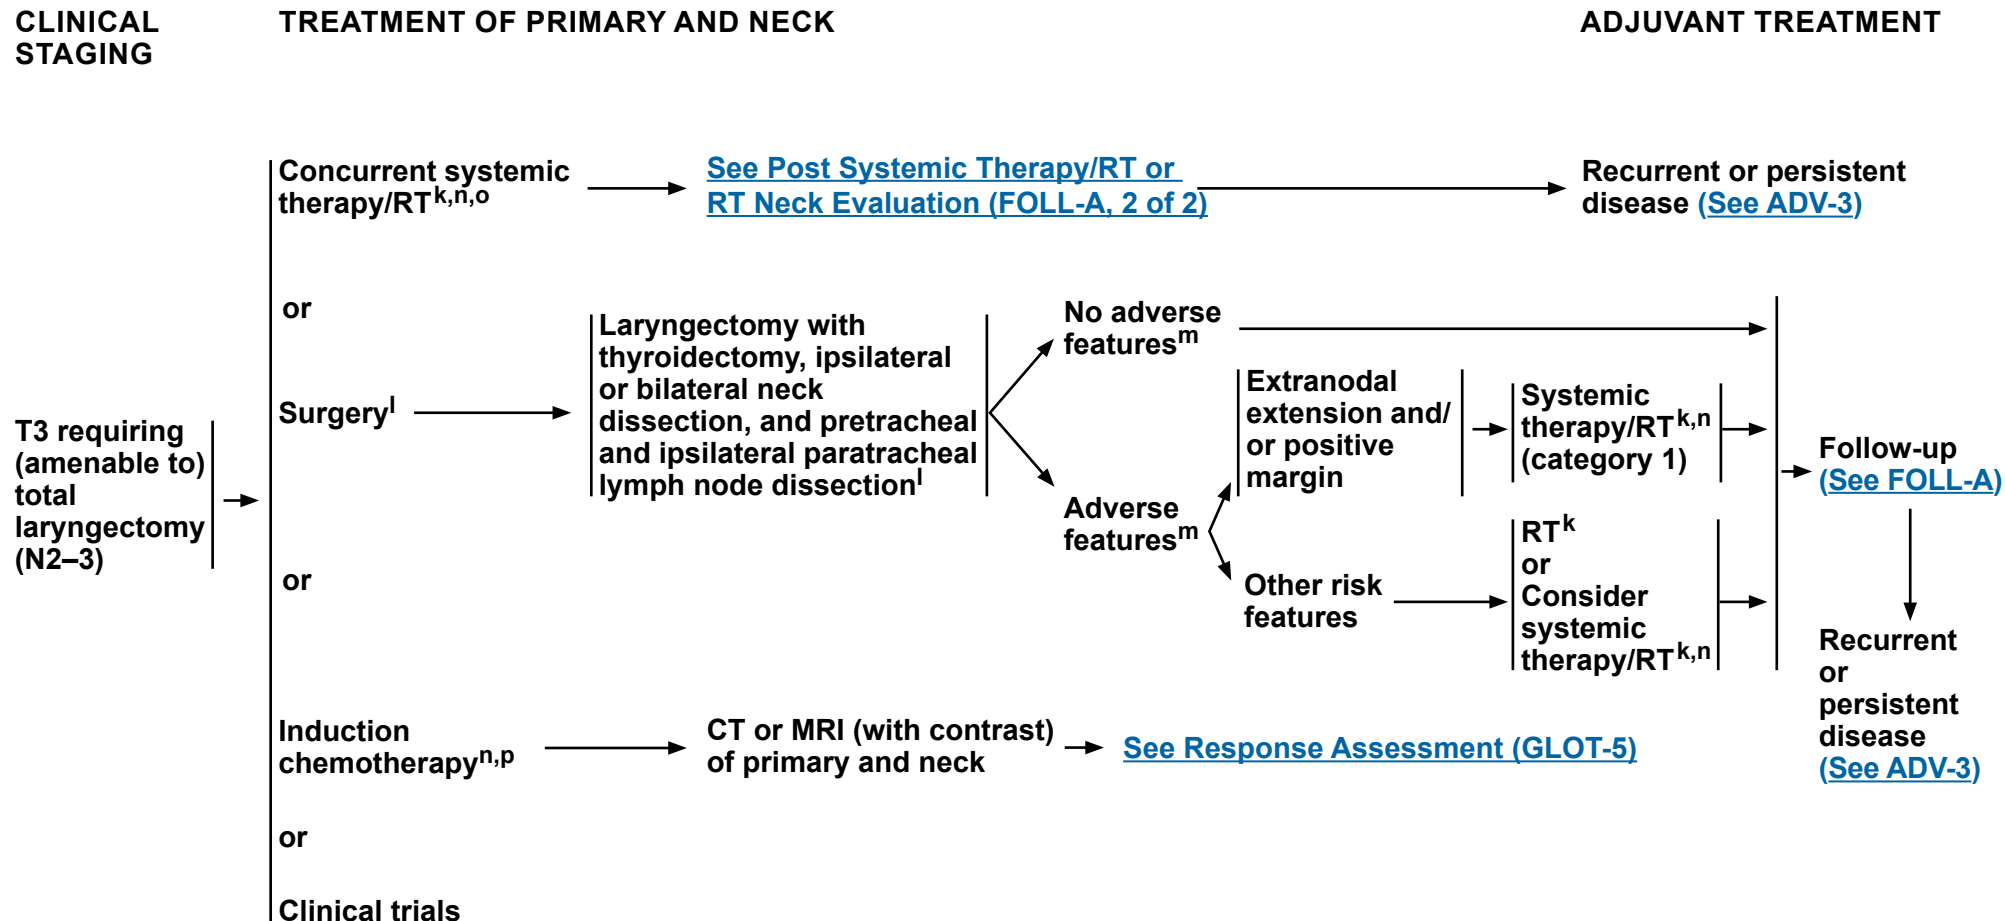 CLINICAL
STAGING
TREATMENT OF PRIMARY AND NECK
ADJUVANT TREATMENT
T3 requiring
(amenable to)
total
laryngectomy
(N2–3)
Concurrent systemic
therapy/RTk,n,o
See Post Systemic Therapy/RT or
RT Neck Evaluation (FOLL-A, 2 of 2)
Recurrent or persistent
disease (See ADV-3)
or
Surgeryl
Laryngectomy with
thyroidectomy, ipsilateral
or bilateral neck
dissection, and pretracheal
and ipsilateral paratracheal
lymph node dissectionl
No adverse
featuresm
Adverse
featuresm
Extranodal
extension and/
or positive
margin
Systemic
therapy/RTk,n
(category 1)
Other risk
features
RTk
or
Consider
systemic
therapy/RTk,n
Follow-up
(See FOLL-A)
Recurrent
or
persistent
disease
(See ADV-3)
or
Induction
chemotherapyn,p
CT or MRI (with contrast)
of primary and neck
See Response Assessment (GLOT-5)
or
Clinical trials